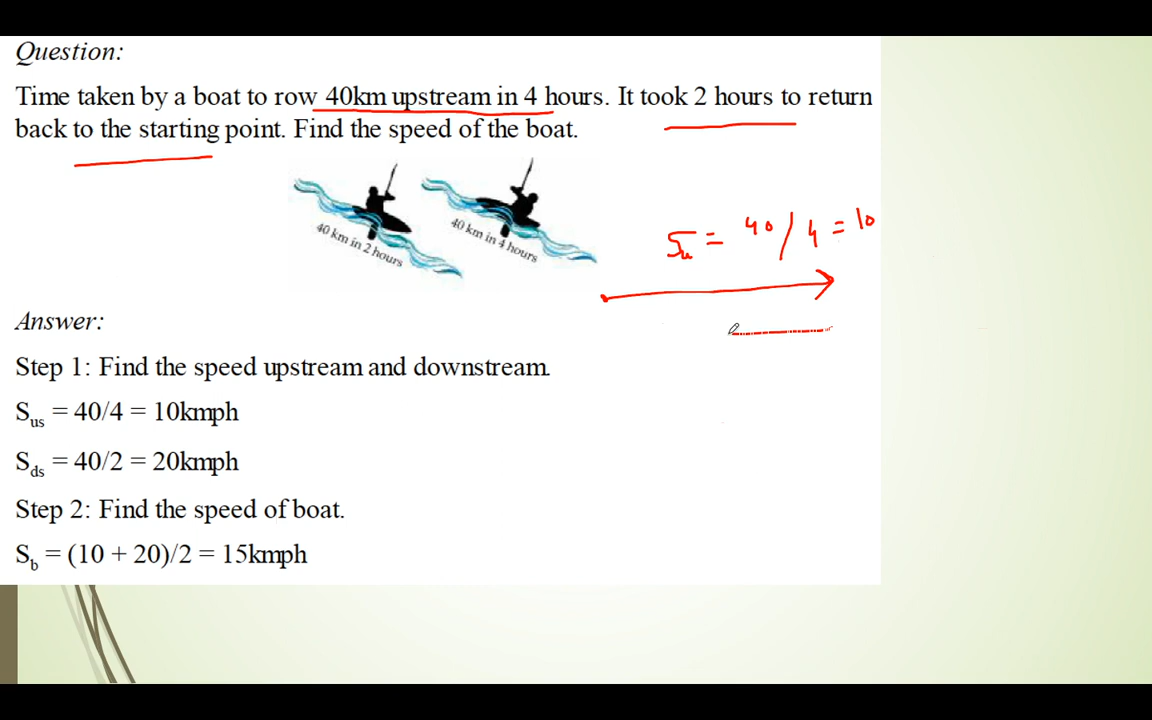 Question:
Time taken by a boat to row 40km upstream in 4 hours. It took 2 hours to return
back to the starting point. Find the speed of the boat.
40 km in 2 hours
40 km in 4 hours
Su = 40/4 = 10
Answer:
Step 1: Find the speed upstream and downstream.
Sus = 40/4 = 10kmph
Sds = 40/2 = 20kmph
Step 2: Find the speed of boat.
Sb = (10 + 20)/2 = 15kmph